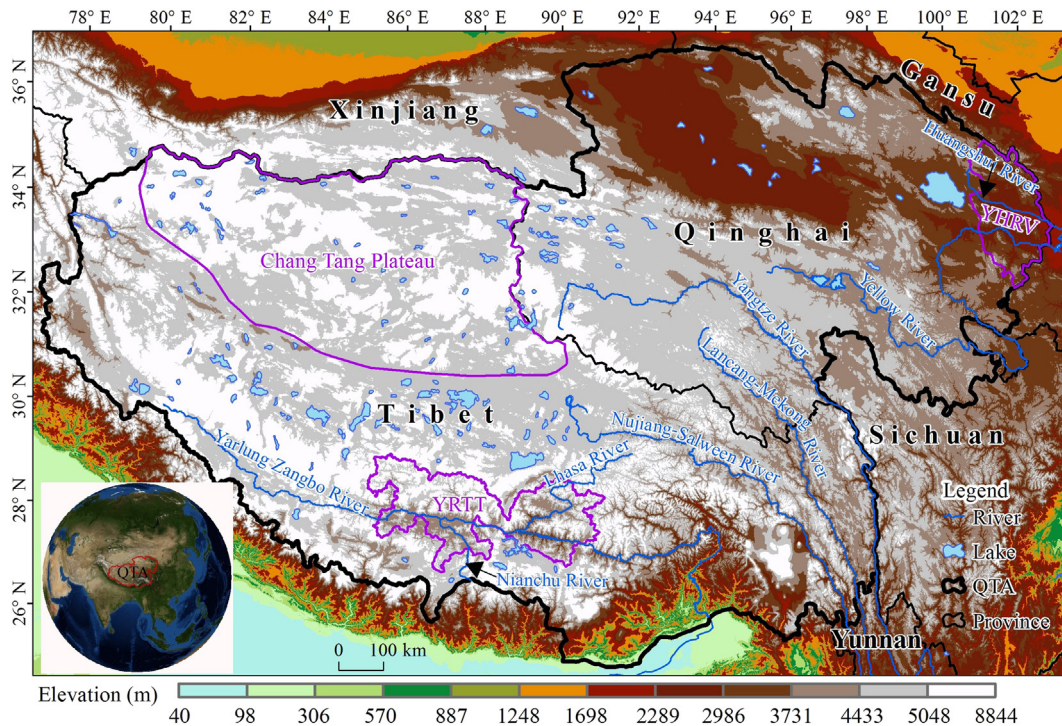 78° E 80° E 82° E 84° E 86° E 88° E 90° E 92° E 94° E 96° E 98° E 100° E 102° E
36° N
34° N
32° N
30° N
28° N
26° N
Xinjiang
Gansu
Huangshui River
YHRV
Qinghai
Chang Tang Plateau
Yangtze River
Yellow River
Lancang-Mekong River
Tibet
Sichuan
Nujiang-Salween River
Lhasa River
Yarlung Zangbo River
YRTT
Nianchu River
Yunnan
Legend
River
Lake
QTA
Province
QTA
0 100 km
Elevation (m)
40 98 306 570 887 1248 1698 2289 2986 3731 4433 5048 8844